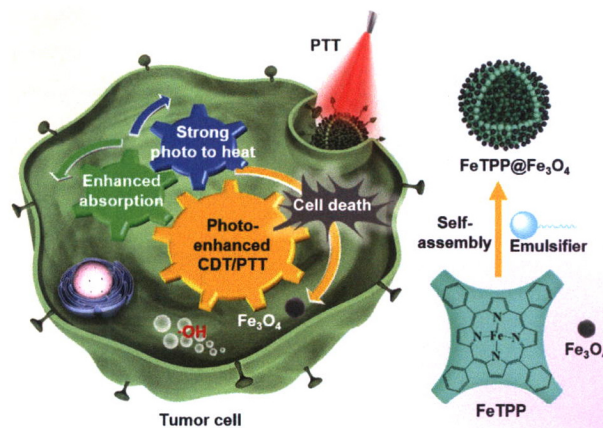 PTT
Strong
photo to heat
Enhanced
absorption
Cell death
Photo-
enhanced
CDT/PTT
Fe₃O₄
·OH
Tumor cell
FeTPP@Fe₃O₄
Self-
assembly
Emulsifier
N
N Fe N
N
Fe₃O₄
FeTPP